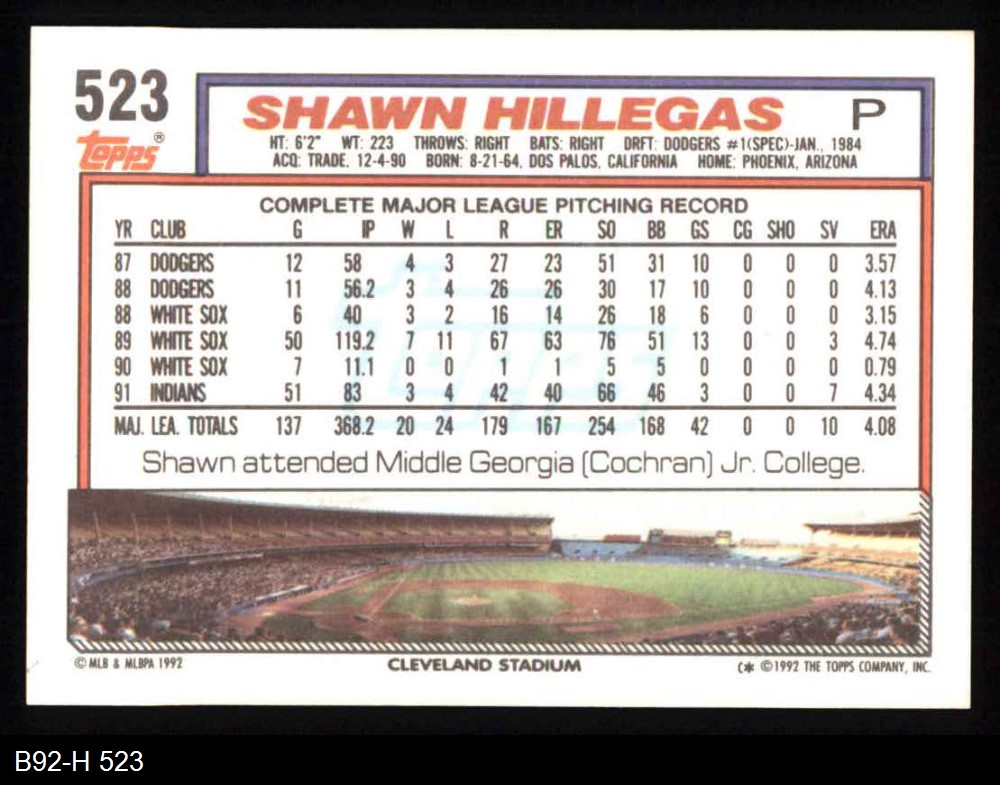 523
SHAWN HILLEGAS P
Topps®
HT: 6'2" WT: 223 THROWS: RIGHT BATS: RIGHT DRFT: DODGERS #1(SPEC)-JAN., 1984
ACQ: TRADE, 12-4-90 BORN: 8-21-64, DOS PALOS, CALIFORNIA HOME: PHOENIX, ARIZONA
COMPLETE MAJOR LEAGUE PITCHING RECORD
YR CLUB G IP W L R ER SO BB GS CG SHO SV ERA
87 DODGERS 12 58 4 3 27 23 51 31 10 0 0 0 3.57
88 DODGERS 11 56.2 3 4 26 26 30 17 10 0 0 0 4.13
88 WHITE SOX 6 40 3 2 16 14 26 18 6 0 0 0 3.15
89 WHITE SOX 50 119.2 7 11 67 63 76 51 13 0 0 3 4.74
90 WHITE SOX 7 11.1 0 0 1 1 5 5 0 0 0 0 0.79
91 INDIANS 51 83 3 4 42 40 66 46 3 0 0 7 4.34
MAJ. LEA. TOTALS 137 368.2 20 24 179 167 254 168 42 0 0 10 4.08
Shawn attended Middle Georgia (Cochran) Jr. College.
© MLB & MLBPA 1992 CLEVELAND STADIUM C* ©1992 THE TOPPS COMPANY, INC.
B92-H 523